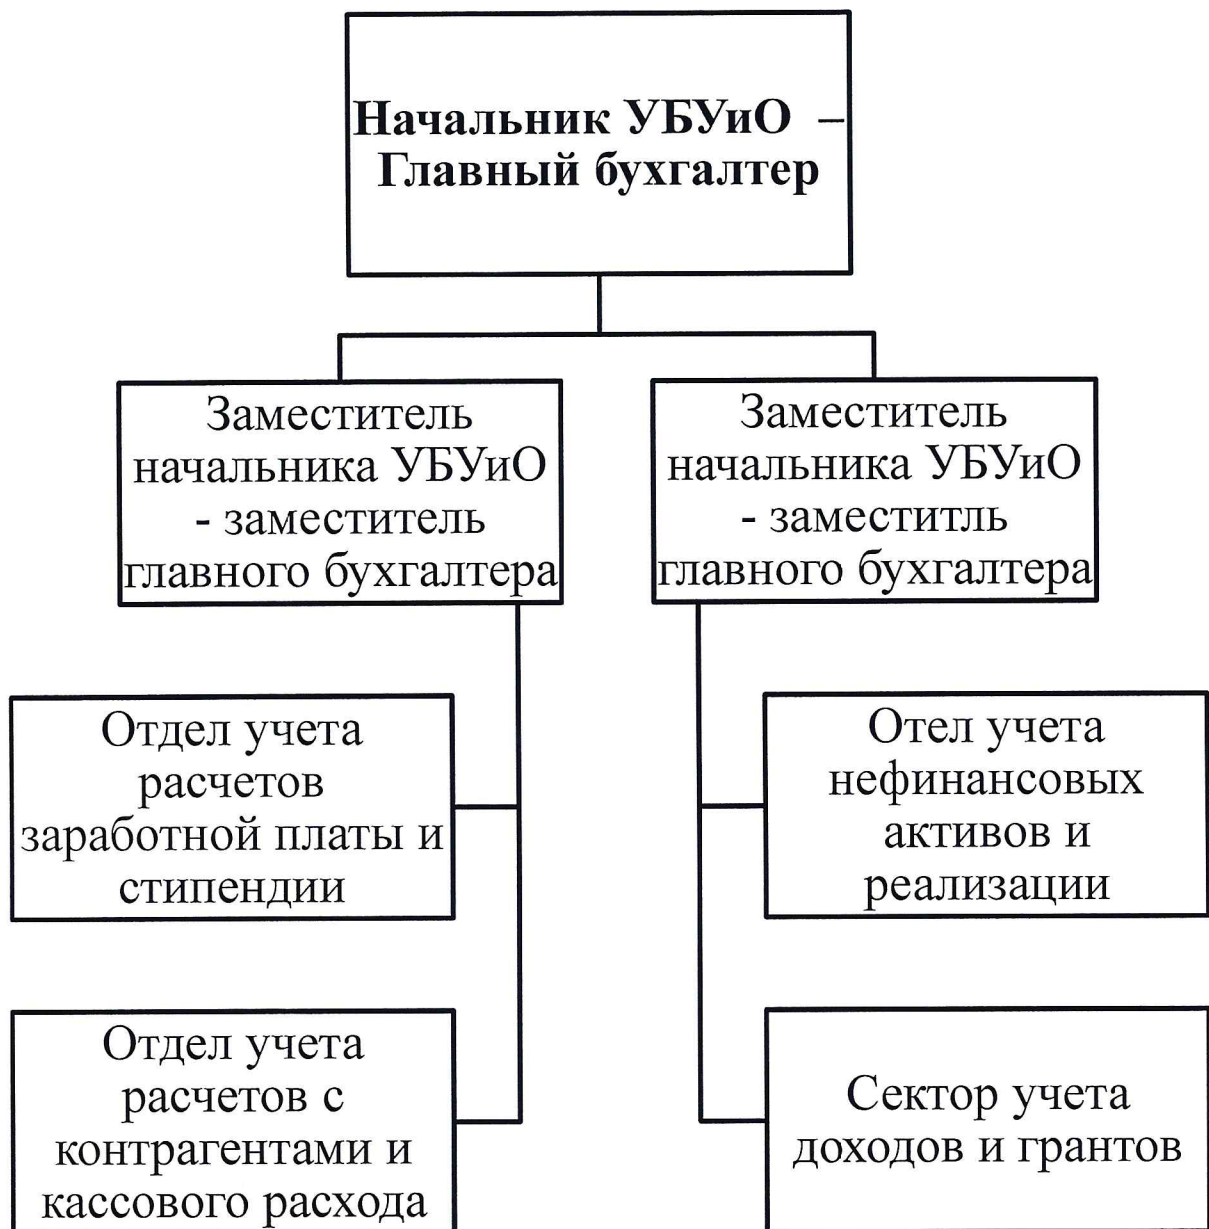 Начальник УБУиО –
Главный бухгалтер
Заместитель
начальника УБУиО
- заместитель
главного бухгалтера
Заместитель
начальника УБУиО
- заместитль
главного бухгалтера
Отдел учета
расчетов
заработной платы и
стипендии
Отел учета
нефинансовых
активов и
реализации
Отдел учета
расчетов с
контрагентами и
кассового расхода
Сектор учета
доходов и грантов